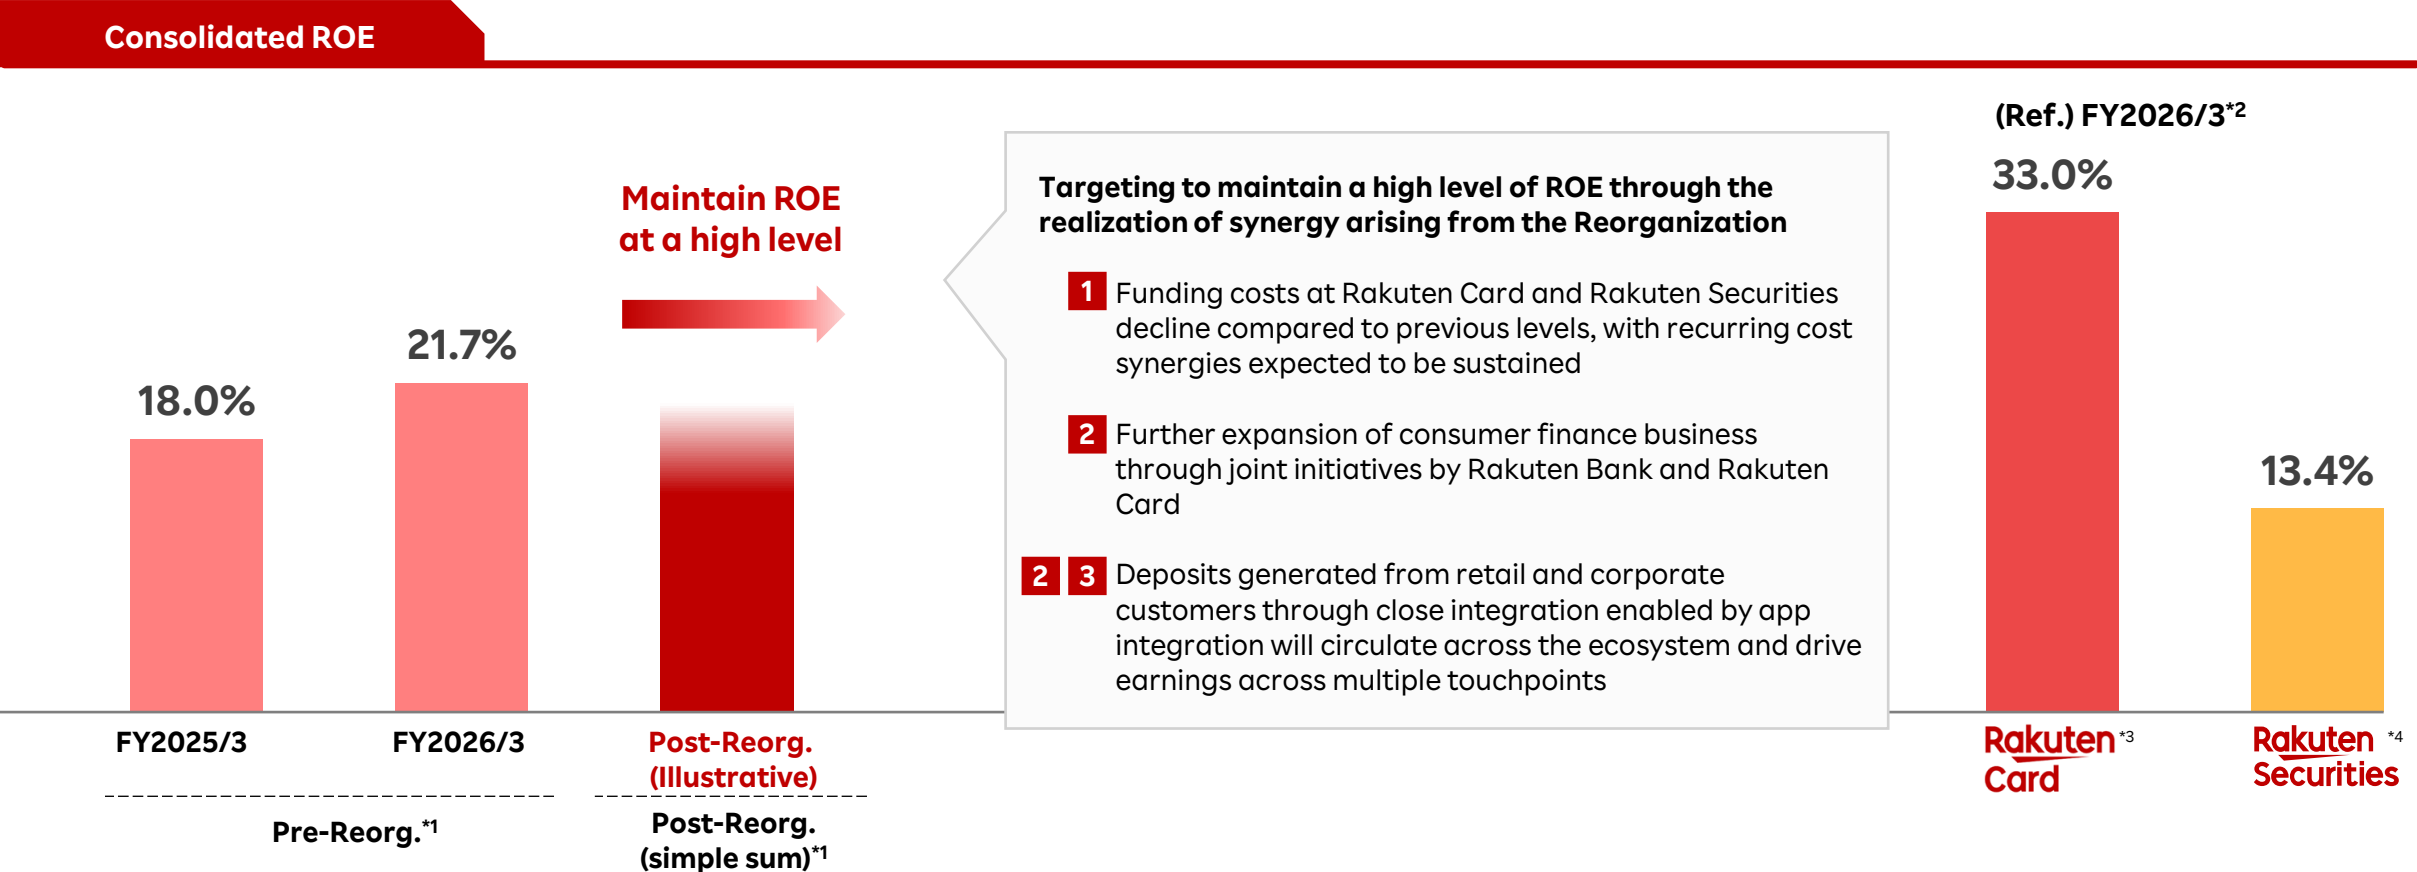 Consolidated ROE
(Ref.) FY2026/3*2
33.0%
13.4%
Maintain ROE
at a high level
18.0%
21.7%
Targeting to maintain a high level of ROE through the
realization of synergy arising from the Reorganization
1 Funding costs at Rakuten Card and Rakuten Securities
decline compared to previous levels, with recurring cost
synergies expected to be sustained
2 Further expansion of consumer finance business
through joint initiatives by Rakuten Bank and Rakuten
Card
2 3 Deposits generated from retail and corporate
customers through close integration enabled by app
integration will circulate across the ecosystem and drive
earnings across multiple touchpoints
FY2025/3
FY2026/3
Post-Reorg.
(Illustrative)
Pre-Reorg.*1
Post-Reorg.
(simple sum)*1
Rakuten *3
Card
Rakuten *4
Securities